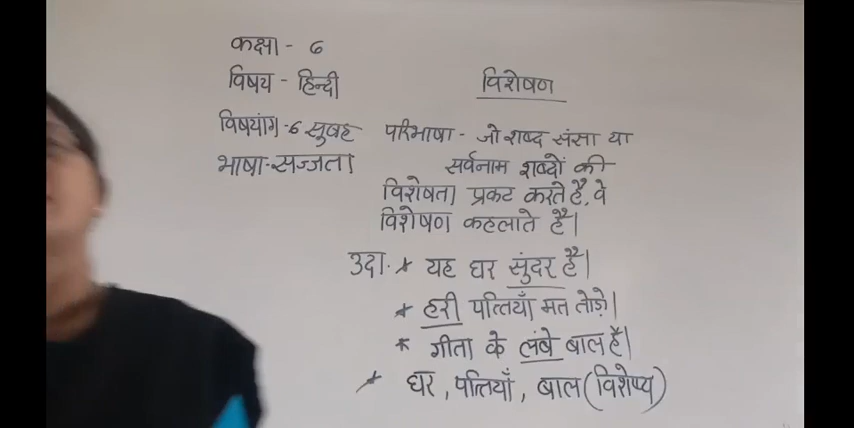 कक्षा - 6
विषय - हिन्दी
विशेषण
विषयांग - 6 सुबह
भाषा-सज्जता
परिभाषा - जो शब्द संसा या
सर्वनाम शब्दों की
विशेषता प्रकट करते हैं, वे
विशेषण कहलाते हैं।
उदा. * यह घर सुंदर है।
* हरी पत्तियाँ मत तोड़ो।
* गीता के लंबे बाल हैं।
* घर, पत्तियाँ, बाल (विशेष्य)